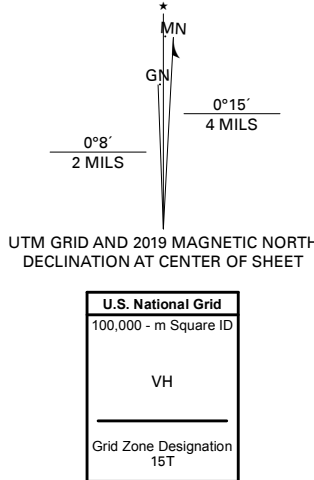 ★
MN
GN
0°15´
4 MILS
0°8´
2 MILS
UTM GRID AND 2019 MAGNETIC NORTH
DECLINATION AT CENTER OF SHEET
U.S. National Grid
100,000 - m Square ID
VH
Grid Zone Designation
15T